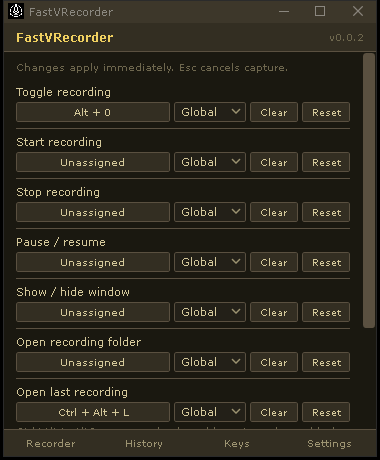 FastVRecorder
FastVRecorder v0.0.2
Changes apply immediately. Esc cancels capture.
Toggle recording
Alt + 0 Global Clear Reset
Start recording
Unassigned Global Clear Reset
Stop recording
Unassigned Global Clear Reset
Pause / resume
Unassigned Global Clear Reset
Show / hide window
Unassigned Global Clear Reset
Open recording folder
Unassigned Global Clear Reset
Open last recording
Ctrl + Alt + L Global Clear Reset
Recorder History Keys Settings